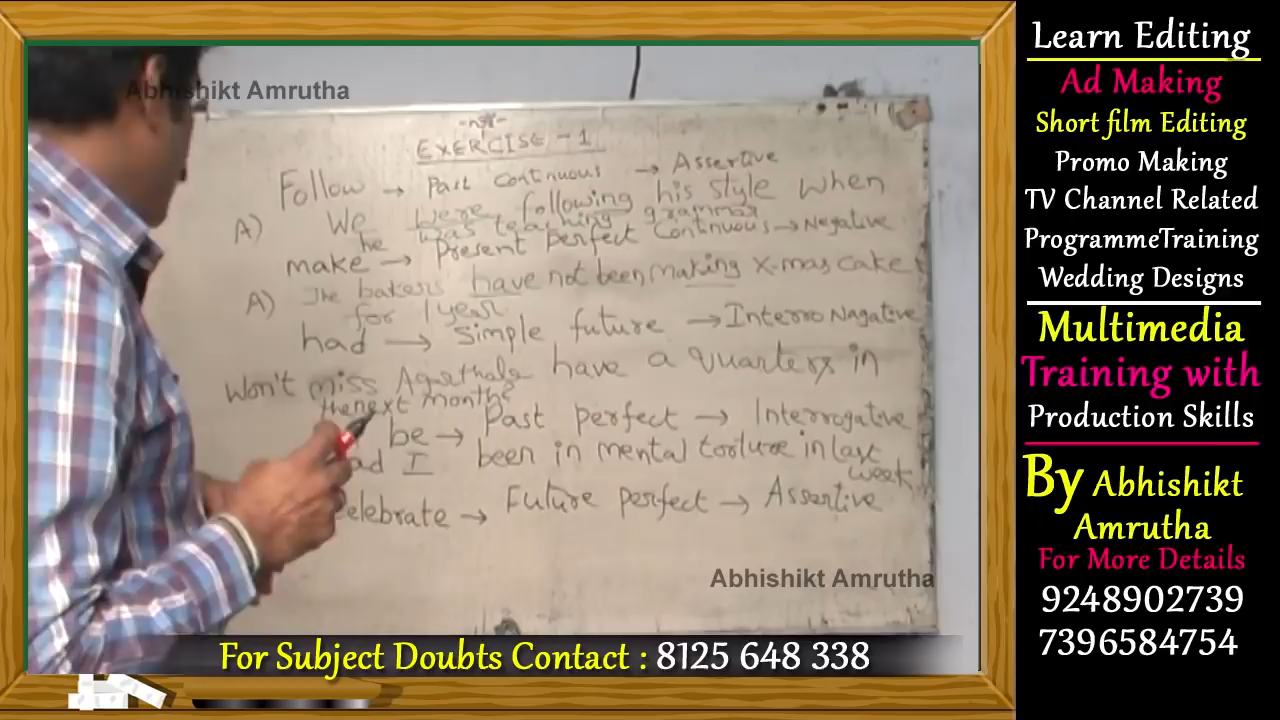 Abhishikt Amrutha
EXERCISE - 1
Follow → Past Continuous → Assertive
A) We were following his style when
he was teaching grammar
make → Present perfect Continuous → Negative
A) The bakers have not been making X-mas cake
for 1 year
had → Simple future → Interro Nagative
Won't miss have a quarters in
the next month
be → Past perfect → Interrogative
ad I been in mental torture in last
week
Celebrate → Future perfect → Assertive
Abhishikt Amrutha
For Subject Doubts Contact : 8125 648 338
Learn Editing
Ad Making
Short film Editing
Promo Making
TV Channel Related
ProgrammeTraining
Wedding Designs
Multimedia
Training with
Production Skills
By Abhishikt
Amrutha
For More Details
9248902739
7396584754